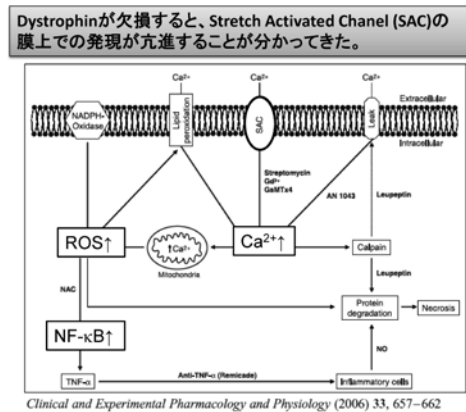 Dystrophinが欠損すると、Stretch Activated Chanel (SAC)の
膜上での発現が亢進することが分かってきた。
Ca²⁺ Ca²⁺ Ca²⁺
NADPH-
Oxidase
Lipid
peroxidation
SAC
Leak
Extracellular
Intracellular
Streptomycin
Gd³⁺
GsMTx4
AN 1043
Leupeptin
ROS↑
↑Ca²⁺
Mitochondria
Ca²⁺↑
Calpain
Leupeptin
NAC
Protein
degradation
Necrosis
NF-κB↑
NO
TNF-α
Anti-TNF-α (Remicade)
Inflammatory cells
Clinical and Experimental Pharmacology and Physiology (2006) 33, 657–662